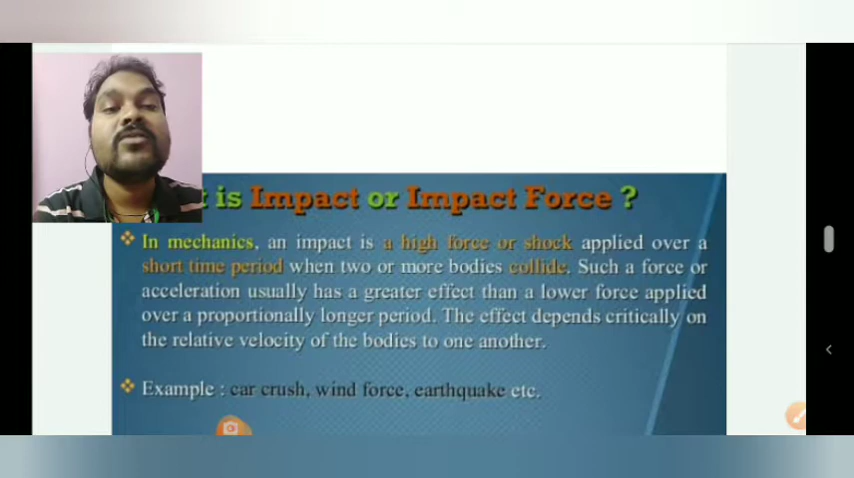 is Impact or Impact Force ?
In mechanics, an impact is a high force or shock applied over a
short time period when two or more bodies collide. Such a force or
acceleration usually has a greater effect than a lower force applied
over a proportionally longer period. The effect depends critically on
the relative velocity of the bodies to one another.
Example : car crush, wind force, earthquake etc.